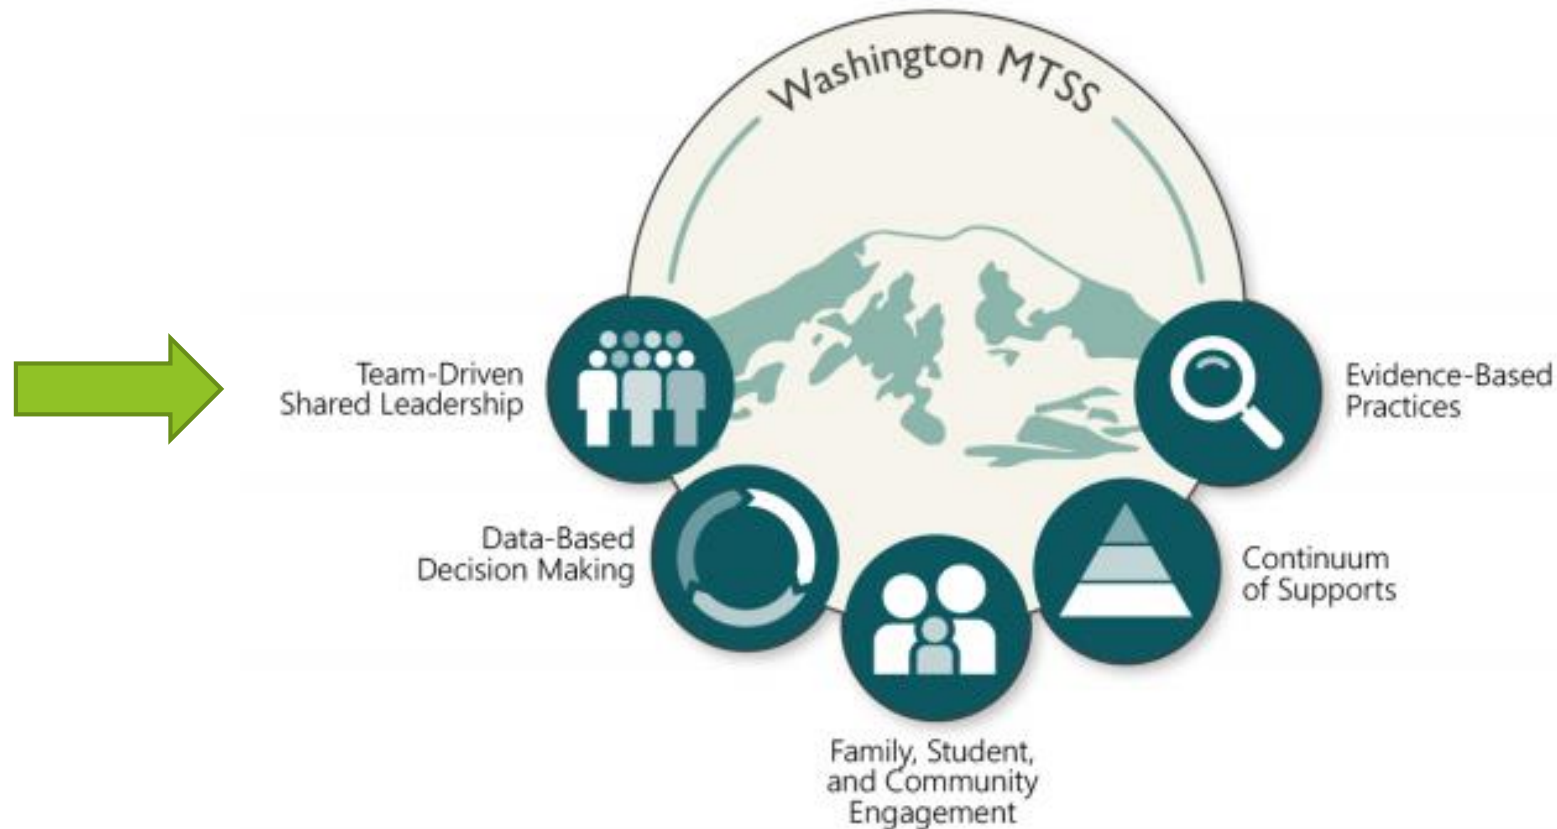 Washington MTSS
Team-Driven
Shared Leadership
Evidence-Based
Practices
Data-Based
Decision Making
Continuum
of Supports
Family, Student,
and Community
Engagement